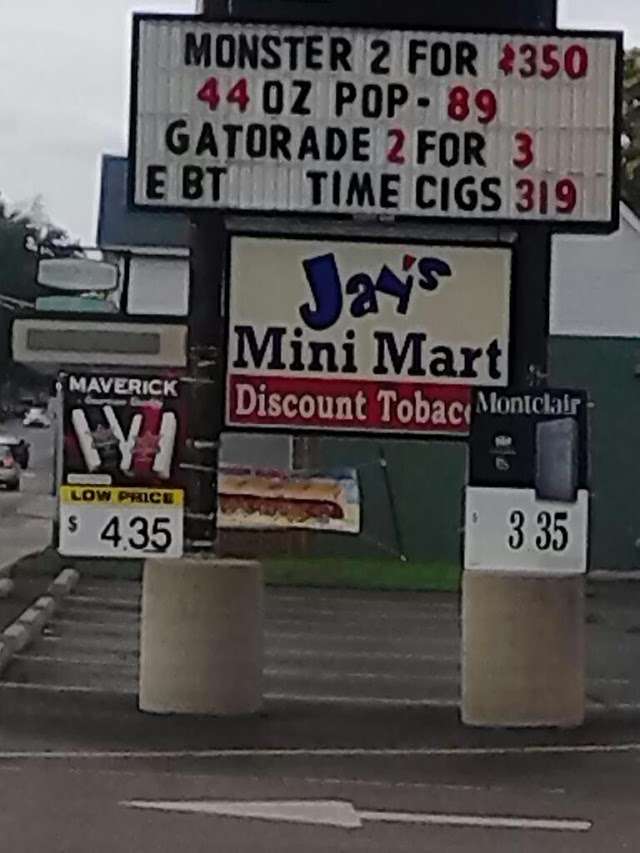 MONSTER 2 FOR $350
44 OZ POP - 89
GATORADE 2 FOR 3
EBT TIME CIGS 319
Jay's
Mini Mart
Discount Tobac
MAVERICK
LOW PRICE
$ 4.35
Montclair
$ 3 35